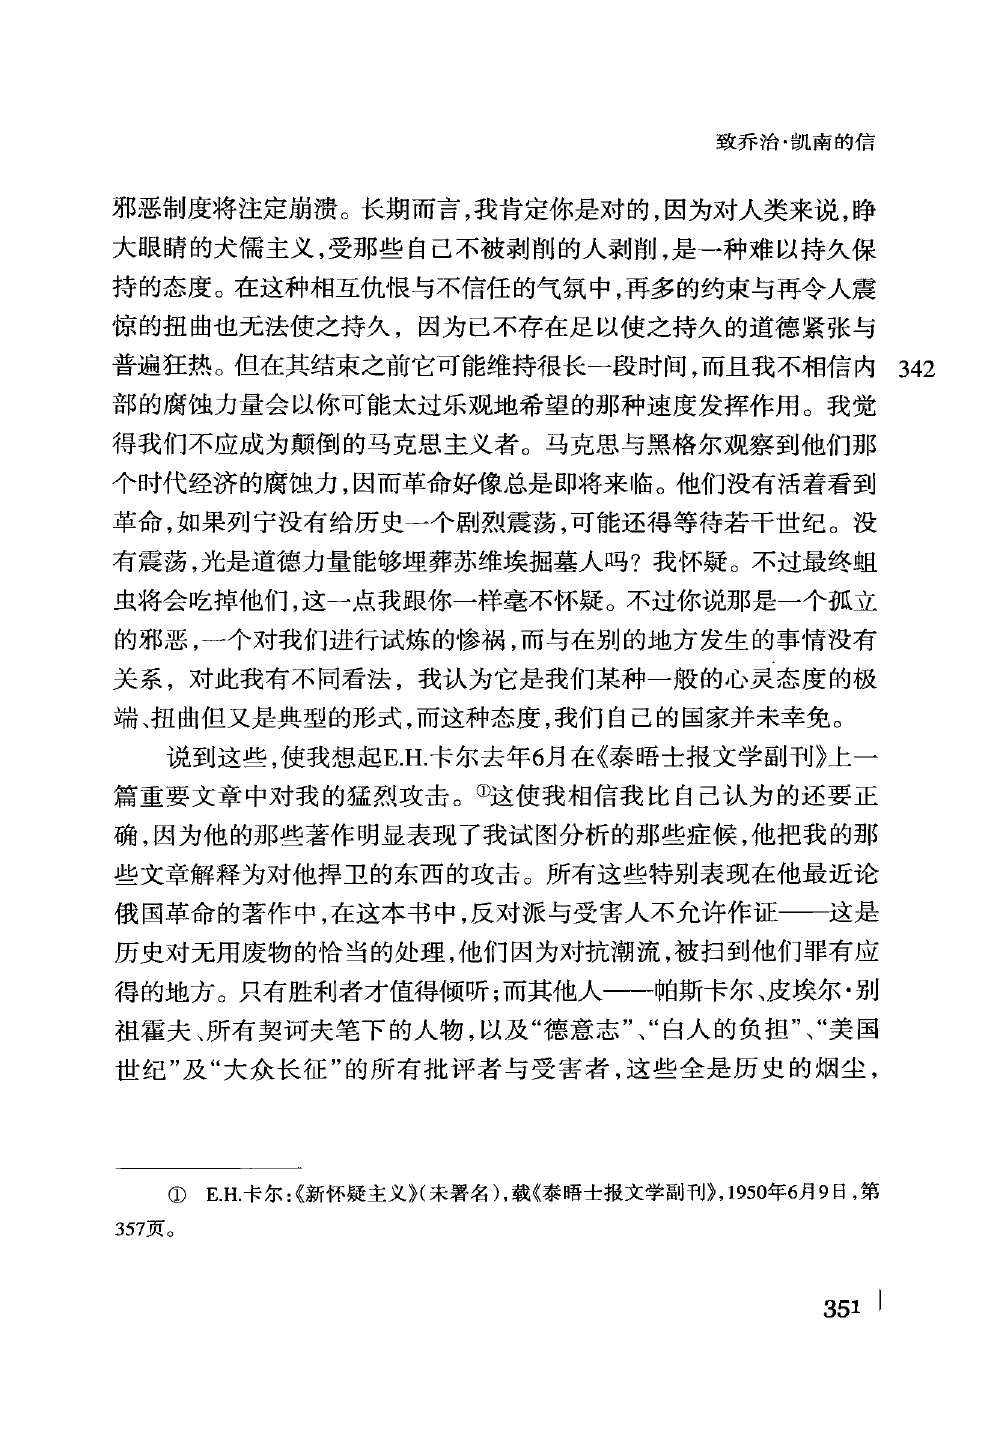 致乔治·凯南的信
邪恶制度将注定崩溃。长期而言,我肯定你是对的,因为对人类来说,睁
大眼睛的犬儒主义,受那些自己不被剥削的人剥削,是一种难以持久保
持的态度。在这种相互仇恨与不信任的气氛中,再多的约束与再令人震
惊的扭曲也无法使之持久，因为已不存在足以使之持久的道德紧张与
普遍狂热。但在其结束之前它可能维持很长一段时间,而且我不相信内 342
部的腐蚀力量会以你可能太过乐观地希望的那种速度发挥作用。我觉
得我们不应成为颠倒的马克思主义者。马克思与黑格尔观察到他们那
个时代经济的腐蚀力,因而革命好像总是即将来临。他们没有活着看到
革命,如果列宁没有给历史一个剧烈震荡,可能还得等待若干世纪。没
有震荡,光是道德力量能够埋葬苏维埃掘墓人吗？我怀疑。不过最终蛆
虫将会吃掉他们,这一点我跟你一样毫不怀疑。不过你说那是一个孤立
的邪恶,一个对我们进行试炼的惨祸,而与在别的地方发生的事情没有
关系，对此我有不同看法，我认为它是我们某种一般的心灵态度的极
端、扭曲但又是典型的形式,而这种态度,我们自己的国家并未幸免。
说到这些,使我想起E.H.卡尔去年6月在《泰晤士报文学副刊》上一
篇重要文章中对我的猛烈攻击。①这使我相信我比自己认为的还要正
确,因为他的那些著作明显表现了我试图分析的那些症候,他把我的那
些文章解释为对他捍卫的东西的攻击。所有这些特别表现在他最近论
俄国革命的著作中,在这本书中,反对派与受害人不允许作证——这是
历史对无用废物的恰当的处理,他们因为对抗潮流,被扫到他们罪有应
得的地方。只有胜利者才值得倾听;而其他人——帕斯卡尔、皮埃尔·别
祖霍夫、所有契诃夫笔下的人物,以及“德意志”、“白人的负担”、“美国
世纪”及“大众长征”的所有批评者与受害者,这些全是历史的烟尘,
① E.H.卡尔:《新怀疑主义》(未署名),载《泰晤士报文学副刊》,1950年6月9日,第
357页。
351